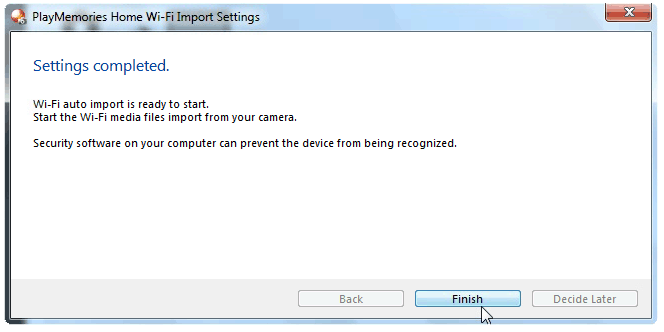 PlayMemories Home Wi-Fi Import Settings
Settings completed.
Wi-Fi auto import is ready to start.
Start the Wi-Fi media files import from your camera.
Security software on your computer can prevent the device from being recognized.
Back
Finish
Decide Later